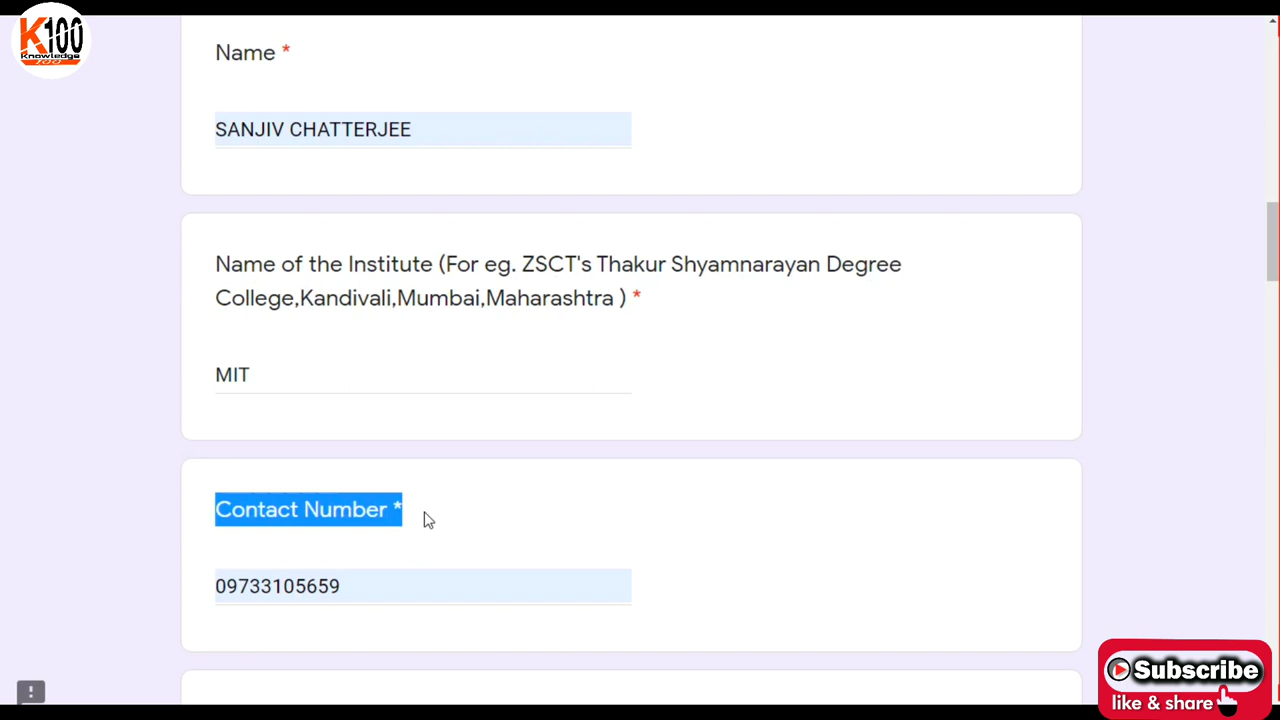 K100
Knowledge
100
Name *
SANJIV CHATTERJEE
Name of the Institute (For eg. ZSCT's Thakur Shyamnarayan Degree
College,Kandivali,Mumbai,Maharashtra ) *
MIT
Contact Number *
09733105659
!
Subscribe
like & share